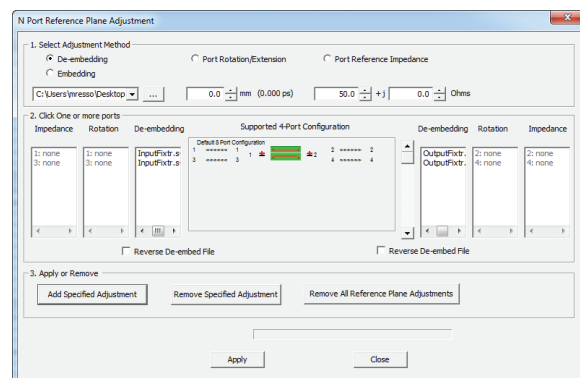 N Port Reference Plane Adjustment
1. Select Adjustment Method
De-embedding
Port Rotation/Extension
Port Reference Impedance
Embedding
C:\Users\mresso\Desktop
...
0.0 mm (0.000 ps)
50.0 + j 0.0 Ohms
2. Click One or more ports
Impedance Rotation De-embedding Supported 4-Port Configuration De-embedding Rotation Impedance
Default 8 Port Configuration
1: none 1: none InputFixtr.s 1 ====== 1 1 2 2 ====== 2 OutputFixtr. 2: none 2: none
3: none 3: none InputFixtr.s 3 ====== 3 4 ====== 4 OutputFixtr. 4: none 4: none
Reverse De-embed File Reverse De-embed File
3. Apply or Remove
Add Specified Adjustment Remove Specified Adjustment Remove All Reference Plane Adjustments
Apply Close